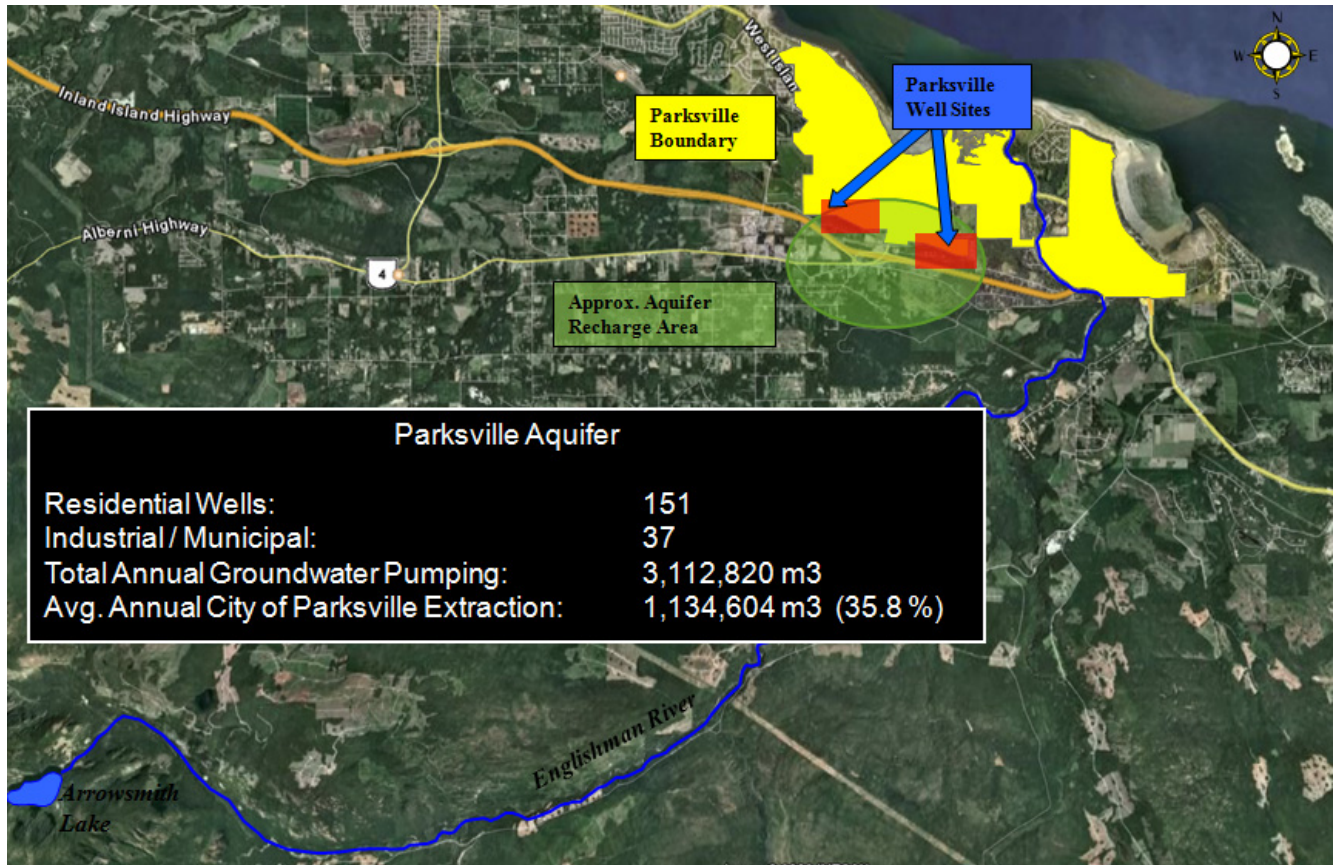 N
W
E
S
West Islan
Parksville
Well Sites
Parksville
Boundary
Inland Island Highway
Alberni Highway
4
Approx. Aquifer
Recharge Area
Parksville Aquifer
Residential Wells: 151
Industrial / Municipal: 37
Total Annual Groundwater Pumping: 3,112,820 m3
Avg. Annual City of Parksville Extraction: 1,134,604 m3 (35.8 %)
Englishman River
Arrowsmith
Lake